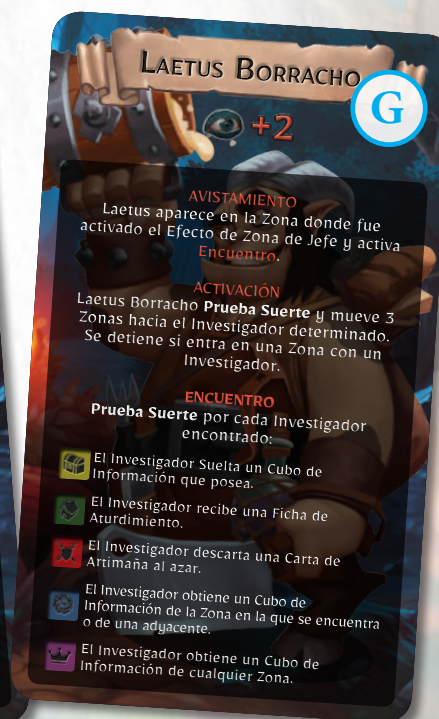 LAETUS BORRACHO
G
+2
AVISTAMIENTO
Laetus aparece en la Zona donde fue
activado el Efecto de Zona de Jefe y activa
Encuentro.
ACTIVACIÓN
Laetus Borracho Prueba Suerte y mueve 3
Zonas hacia el Investigador determinado.
Se detiene si entra en una Zona con un
Investigador.
ENCUENTRO
Prueba Suerte por cada Investigador
encontrado:
El Investigador Suelta un Cubo de
Información que posea.
El Investigador recibe una Ficha de
Aturdimiento.
El Investigador descarta una Carta de
Artimaña al azar.
El Investigador obtiene un Cubo de
Información de la Zona en la que se encuentra
o de una adyacente.
El Investigador obtiene un Cubo de
Información de cualquier Zona.